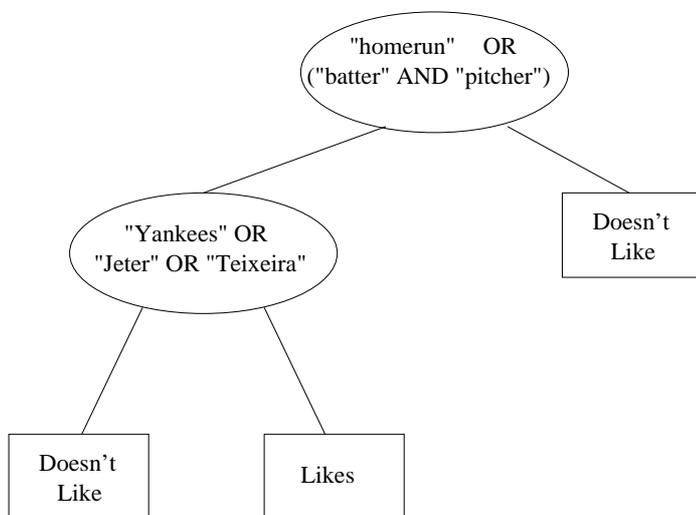 "homerun" OR
("batter" AND "pitcher")
"Yankees" OR
"Jeter" OR "Teixeira"
Doesn't
Like
Doesn't
Like
Likes